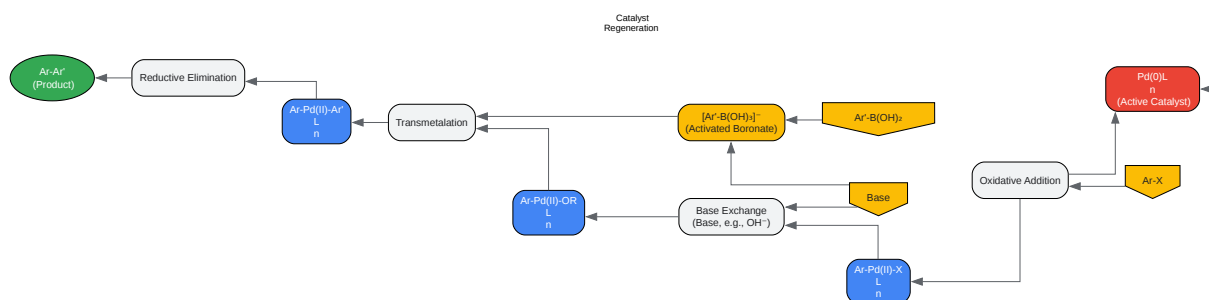 Catalyst
Regeneration
Ar-Ar'
(Product)
Reductive Elimination
Ar-Pd(II)-Ar'
L
n
Transmetalation
[Ar'-B(OH)₃]⁻
(Activated Boronate)
Ar'-B(OH)₂
Pd(0)L
n
(Active Catalyst)
Oxidative Addition
Ar-X
Ar-Pd(II)-OR
L
n
Base Exchange
(Base, e.g., OH⁻)
Base
Ar-Pd(II)-X
L
n